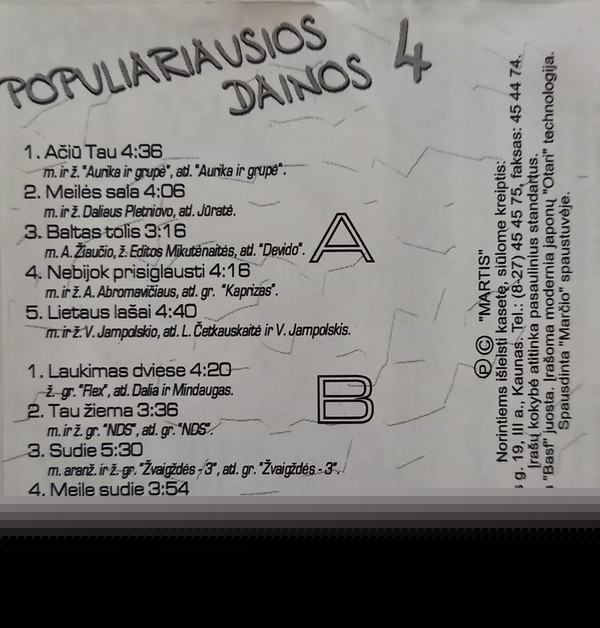 POPULIARIAUSIOS
DAINOS 4
1. Ačiū Tau 4:36
m. ir ž. "Aurika ir grupė", atl. "Aurika ir grupė".
2. Meilės sala 4:06
m. ir ž. Daliaus Pletniovo, atl. Jūratė.
3. Baltas tolis 3:16
m. A. Žiaučio, ž. Editos Mikutėnaitės, atl. "Devido".
4. Nebijok prisiglausti 4:16
m. ir ž. A. Abromavičiaus, atl. gr. "Kaprizas".
5. Lietaus lašai 4:40
m. ir ž. V. Jampolskio, atl. L. Četkauskaitė ir V. Jampolskis.
A
1. Laukimas dviese 4:20
ž. gr. "Flex", atl. Dalia ir Mindaugas.
2. Tau žiema 3:36
m. ir ž. gr. "NDS", atl. gr. "NDS".
3. Sudie 5:30
m. aranž. ir ž. gr. "Žvaigždės - 3", atl. gr. "Žvaigždės - 3".
4. Meile sudie 3:54
B
Ⓟ © "MARTIS"
Norintiems išleisti kasetę, siūlome kreiptis:
g. 19, III a., Kaunas. Tel.: (8-27) 45 45 75, faksas: 45 44 74.
Įrašų kokybė atitinka pasaulinius standartus.
"Basf" juosta. Įrašoma modernia japonų "Otari" technologija.
Spausdinta "Marčio" spaustuvėje.